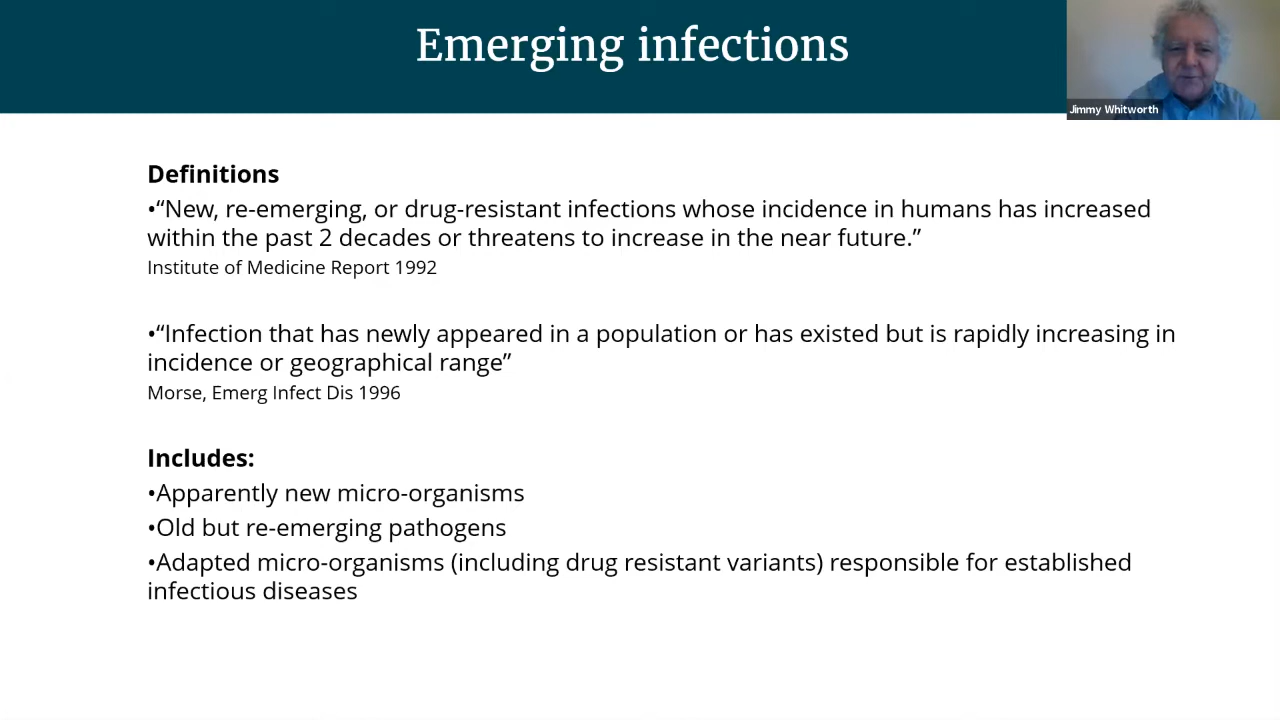 Emerging infections
Jimmy Whitworth
Definitions
•“New, re-emerging, or drug-resistant infections whose incidence in humans has increased
within the past 2 decades or threatens to increase in the near future.”
Institute of Medicine Report 1992
•“Infection that has newly appeared in a population or has existed but is rapidly increasing in
incidence or geographical range”
Morse, Emerg Infect Dis 1996
Includes:
•Apparently new micro-organisms
•Old but re-emerging pathogens
•Adapted micro-organisms (including drug resistant variants) responsible for established
infectious diseases